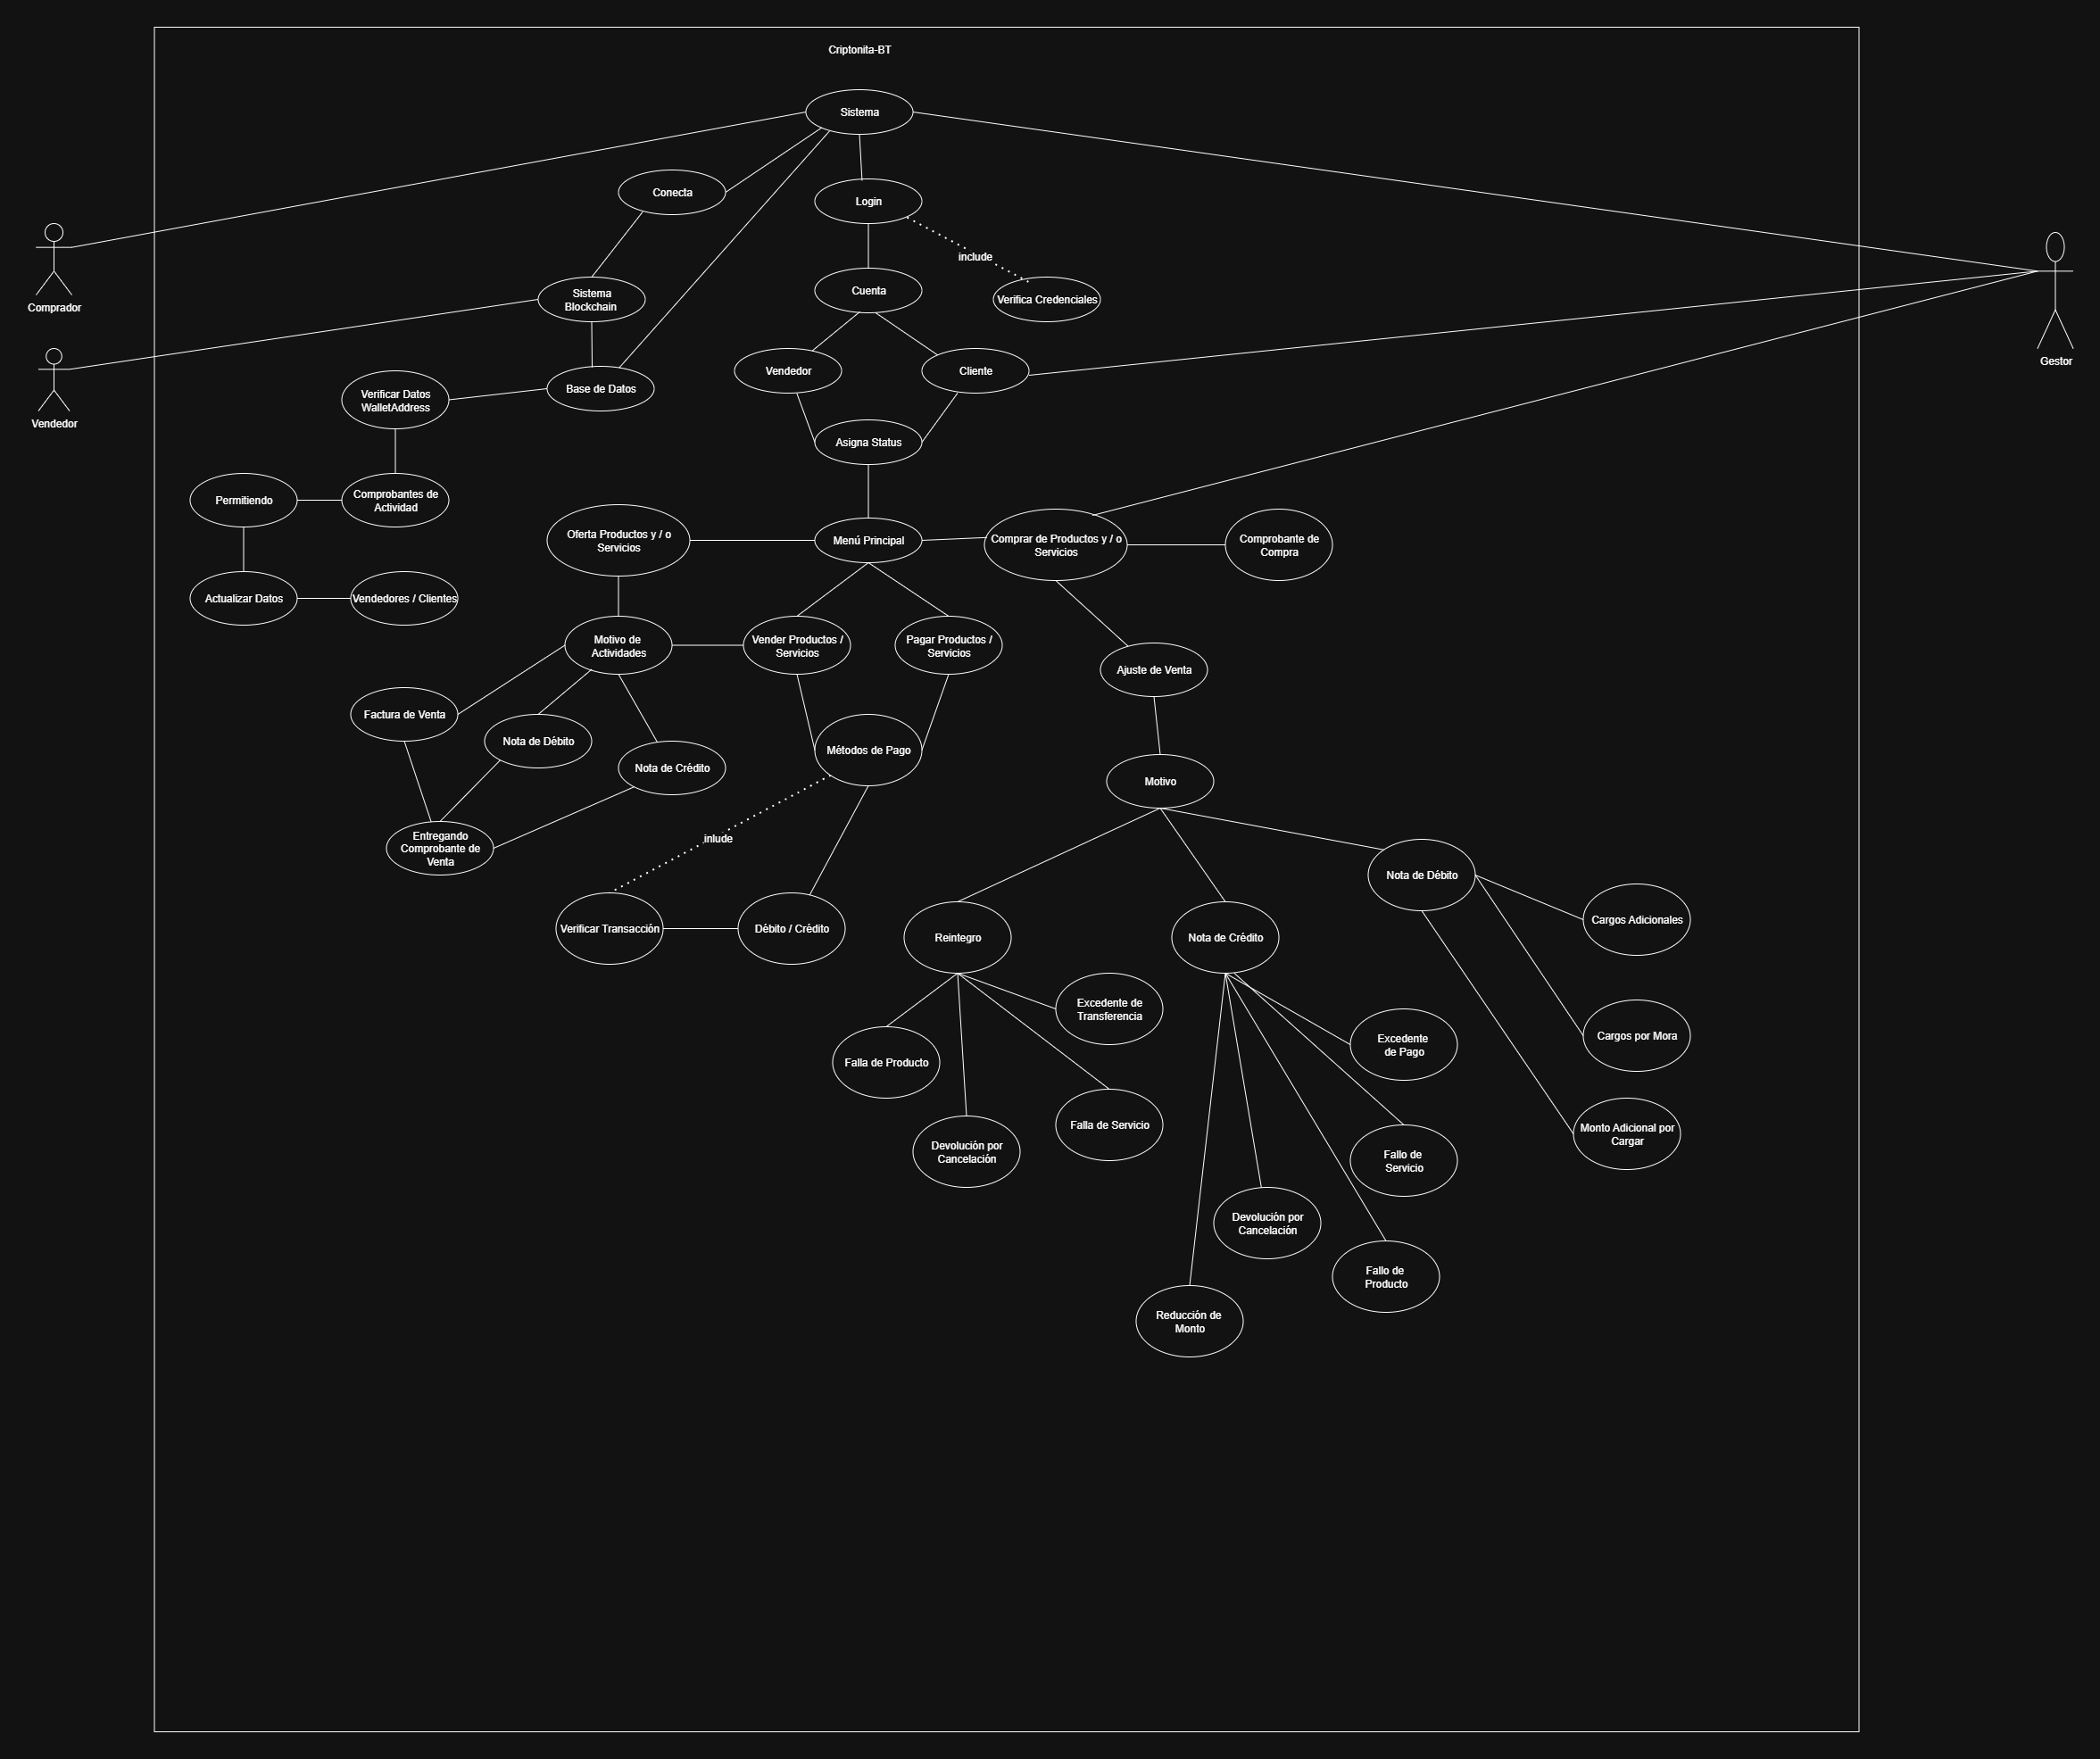 Criptonita-BT
Sistema
Conecta
Login
include
Cuenta
Verifica Credenciales
Sistema
Blockchain
Comprador
Gestor
Vendedor
Cliente
Base de Datos
Verificar Datos
WalletAddress
Vendedor
Asigna Status
Permitiendo
Comprobantes de
Actividad
Oferta Productos y / o
Servicios
Menú Principal
Comprar de Productos y / o
Servicios
Comprobante de
Compra
Actualizar Datos
Vendedores / Clientes
Motivo de
Actividades
Vender Productos /
Servicios
Pagar Productos /
Servicios
Ajuste de Venta
Factura de Venta
Nota de Débito
Nota de Crédito
Métodos de Pago
Motivo
Entregando
Comprobante de
Venta
inlude
Nota de Débito
Cargos Adicionales
Verificar Transacción
Débito / Crédito
Reintegro
Nota de Crédito
Excedente de
Transferencia
Excedente
de Pago
Cargos por Mora
Falla de Producto
Falla de Servicio
Monto Adicional por
Cargar
Devolución por
Cancelación
Fallo de
Servicio
Devolución por
Cancelación
Fallo de
Producto
Reducción de
Monto